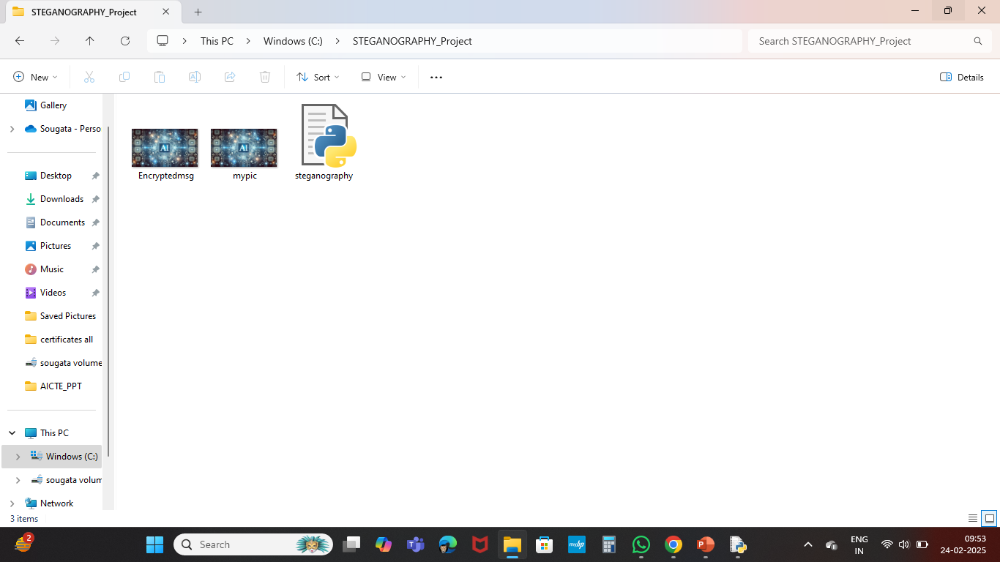 STEGANOGRAPHY_Project
This PC
Windows (C:)
STEGANOGRAPHY_Project
Search STEGANOGRAPHY_Project
New
Sort
View
Details
Gallery
Sougata - Perso
Desktop
Downloads
Documents
Pictures
Music
Videos
Saved Pictures
certificates all
sougata volume
AICTE_PPT
This PC
Windows (C:)
sougata volum
Network
AI
Encryptedmsg
AI
mypic
steganography
3 items
2
Search
myhp
ENG
IN
09:53
24-02-2025